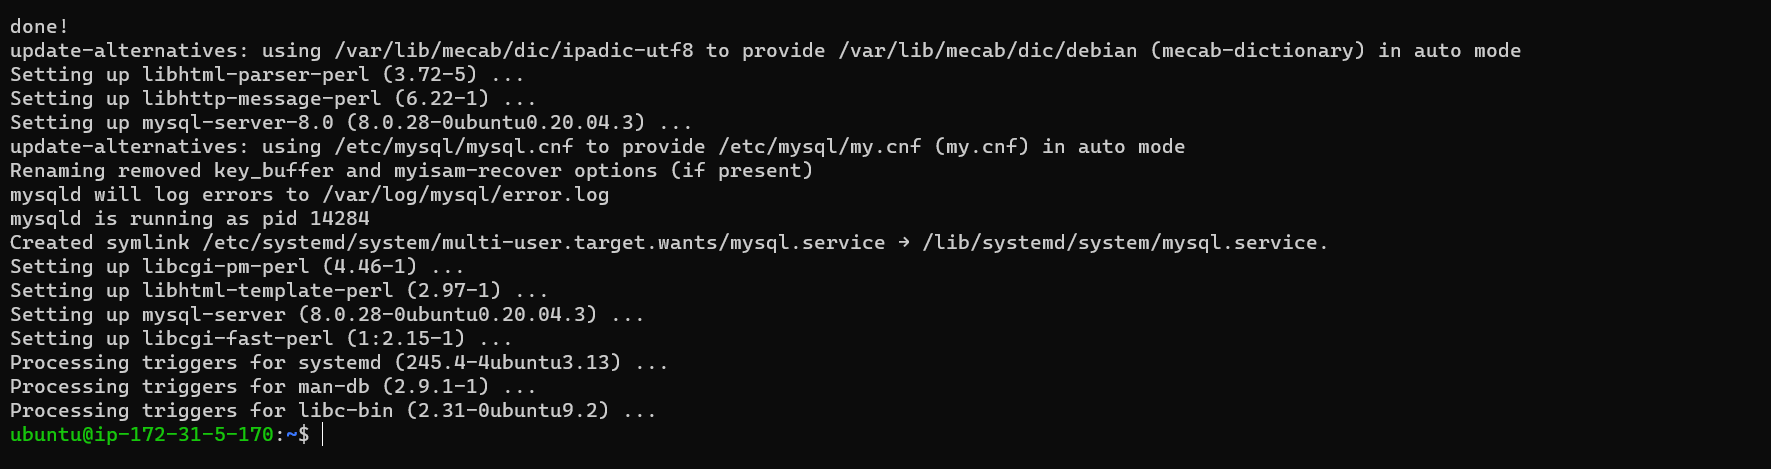 done!
update-alternatives: using /var/lib/mecab/dic/ipadic-utf8 to provide /var/lib/mecab/dic/debian (mecab-dictionary) in auto mode
Setting up libhtml-parser-perl (3.72-5) ...
Setting up libhttp-message-perl (6.22-1) ...
Setting up mysql-server-8.0 (8.0.28-0ubuntu0.20.04.3) ...
update-alternatives: using /etc/mysql/mysql.cnf to provide /etc/mysql/my.cnf (my.cnf) in auto mode
Renaming removed key_buffer and myisam-recover options (if present)
mysqld will log errors to /var/log/mysql/error.log
mysqld is running as pid 14284
Created symlink /etc/systemd/system/multi-user.target.wants/mysql.service → /lib/systemd/system/mysql.service.
Setting up libcgi-pm-perl (4.46-1) ...
Setting up libhtml-template-perl (2.97-1) ...
Setting up mysql-server (8.0.28-0ubuntu0.20.04.3) ...
Setting up libcgi-fast-perl (1:2.15-1) ...
Processing triggers for systemd (245.4-4ubuntu3.13) ...
Processing triggers for man-db (2.9.1-1) ...
Processing triggers for libc-bin (2.31-0ubuntu9.2) ...
ubuntu@ip-172-31-5-170:~$